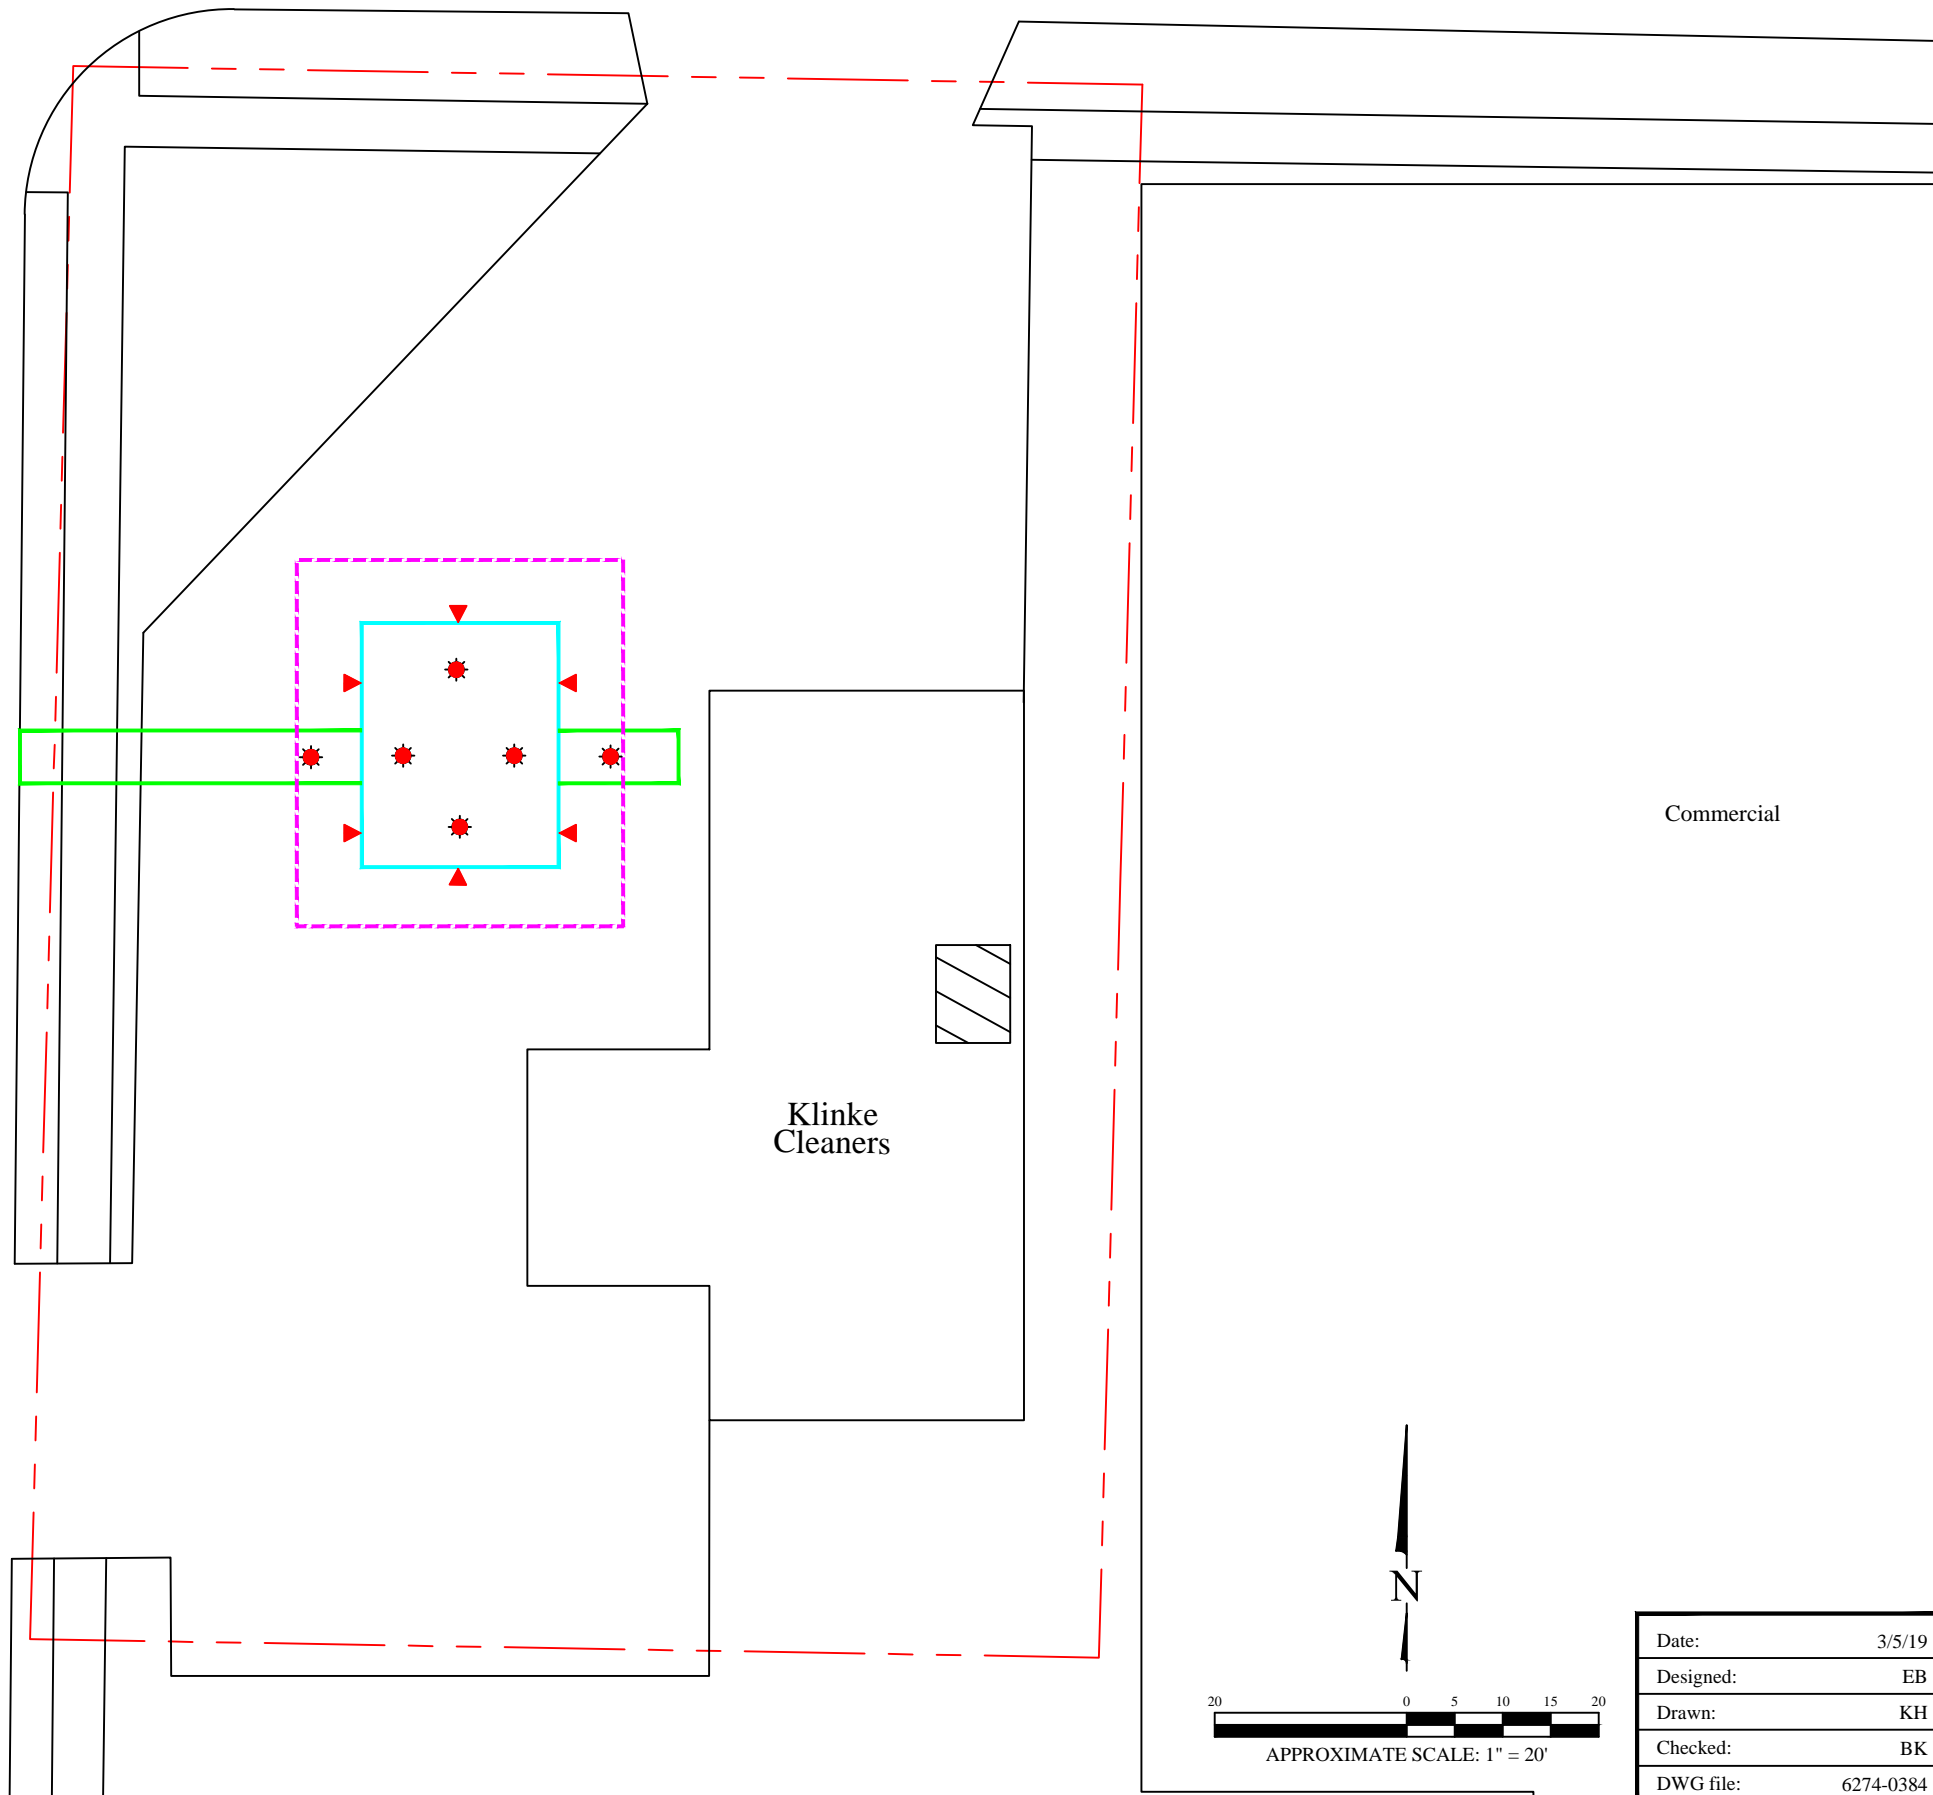 Commercial
Klinke
Cleaners
N
20 0 5 10 15 20
APPROXIMATE SCALE: 1" = 20'
Date: 3/5/19
Designed: EB
Drawn: KH
Checked: BK
DWG file: 6274-0384